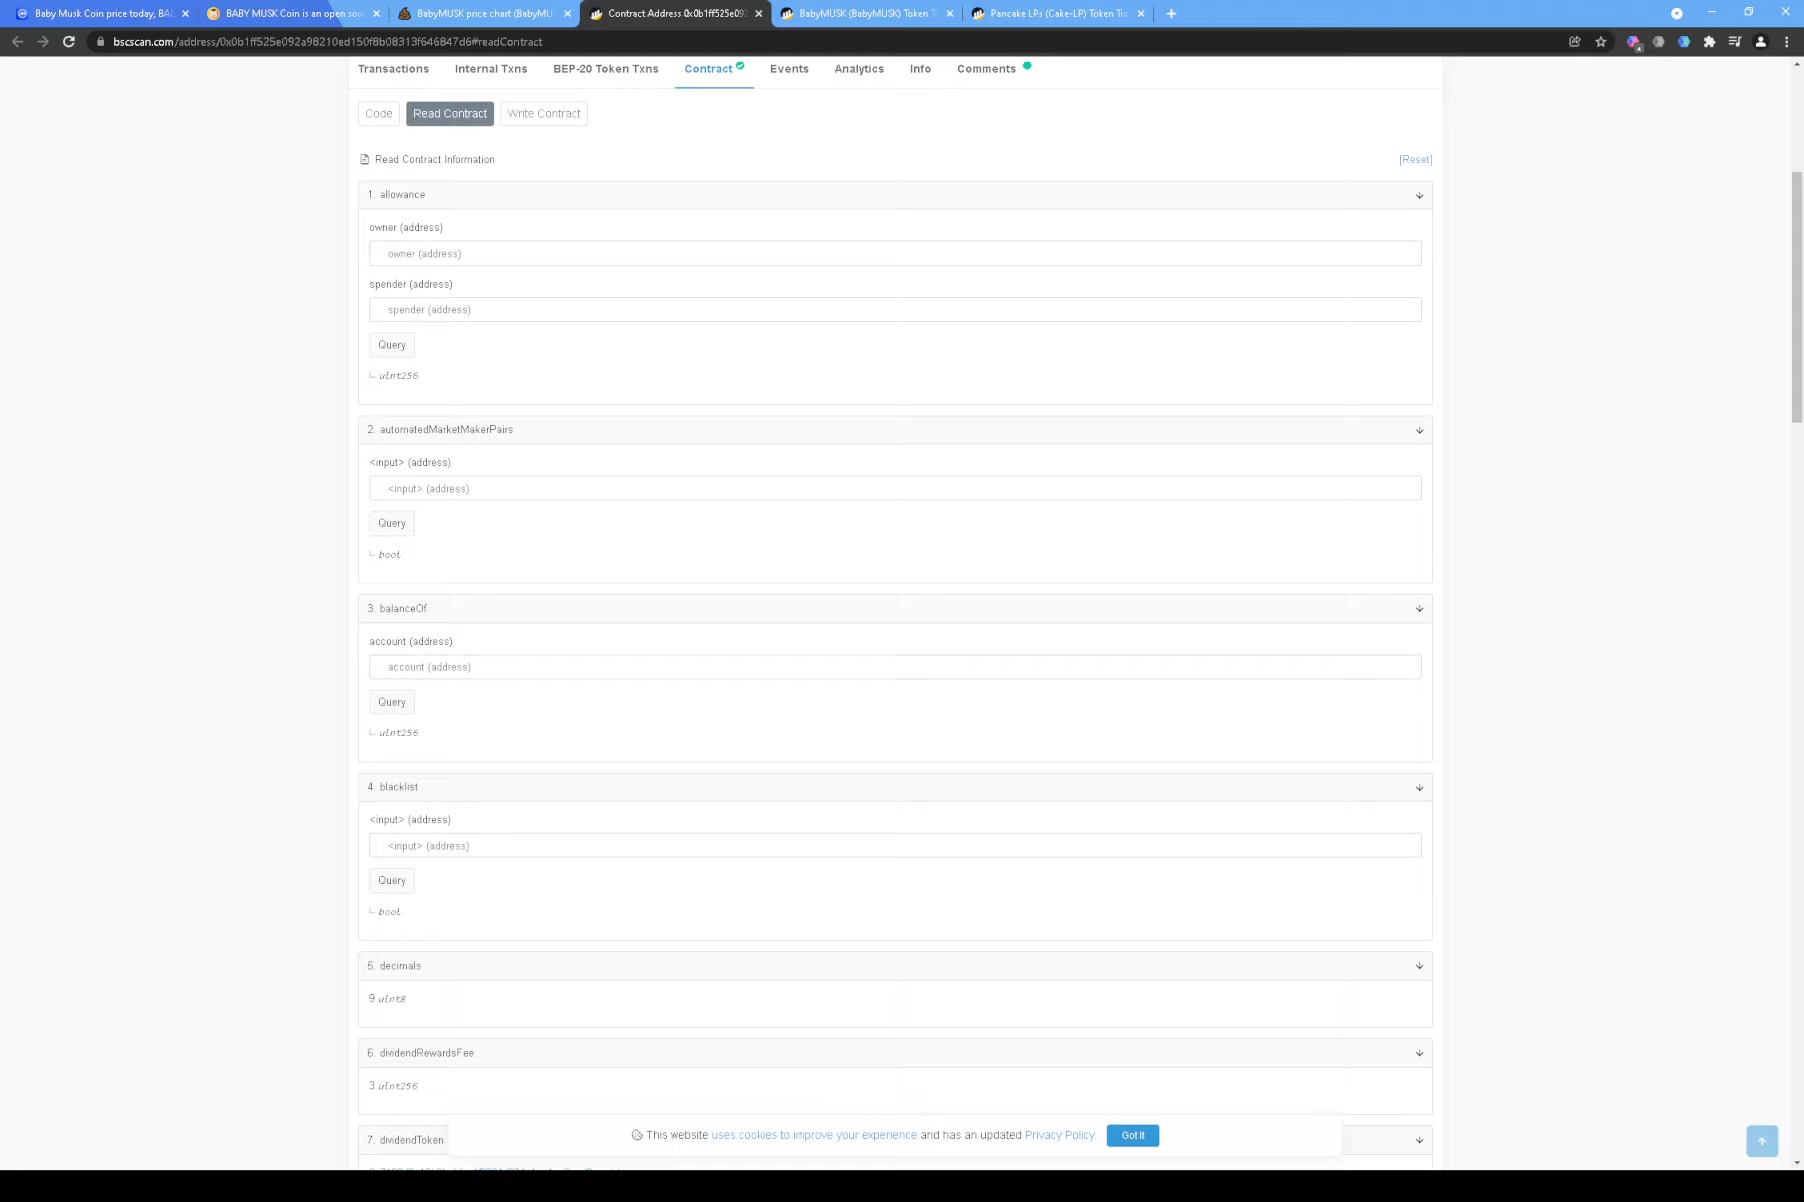 Baby Musk Coin price today, BA
BABY MUSK Coin is an open sou
BabyMUSK price chart (BabyMU
Contract Address 0x0b1ff525e092
BabyMUSK (BabyMUSK) Token T
Pancake LPs (Cake-LP) Token Tra
bscscan.com/address/0x0b1ff525e092a98210ed150f8b08313f646847d6#readContract
Transactions
Internal Txns
BEP-20 Token Txns
Contract
Events
Analytics
Info
Comments
Code
Read Contract
Write Contract
Read Contract Information
[Reset]
1. allowance
owner (address)
owner (address)
spender (address)
spender (address)
Query
uint256
2. automatedMarketMakerPairs
<input> (address)
<input> (address)
Query
bool
3. balanceOf
account (address)
account (address)
Query
uint256
4. blacklist
<input> (address)
<input> (address)
Query
bool
5. decimals
9 uint8
6. dividendRewardsFee
3 uint256
7. dividendToken
This website uses cookies to improve your experience and has an updated Privacy Policy.
Got It